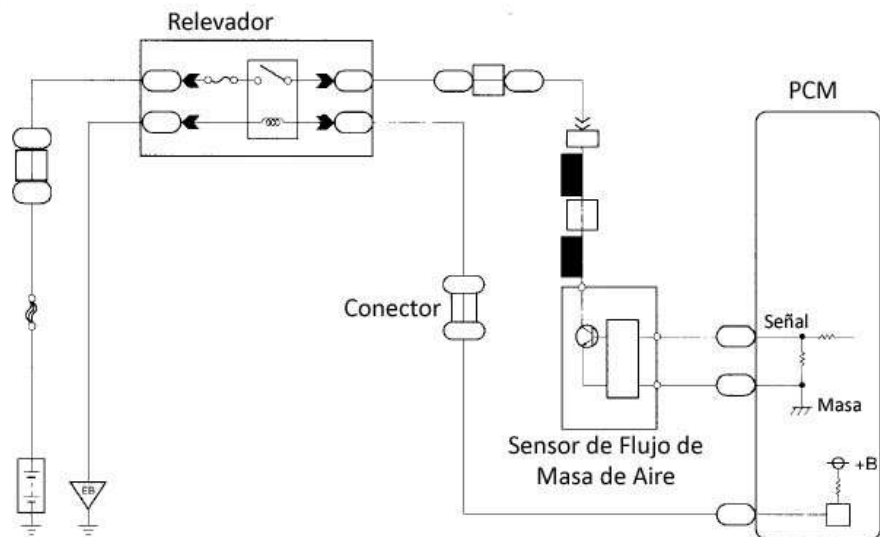 Relevador
PCM
Conector
Señal
Masa
Sensor de Flujo de
Masa de Aire
+B
EB